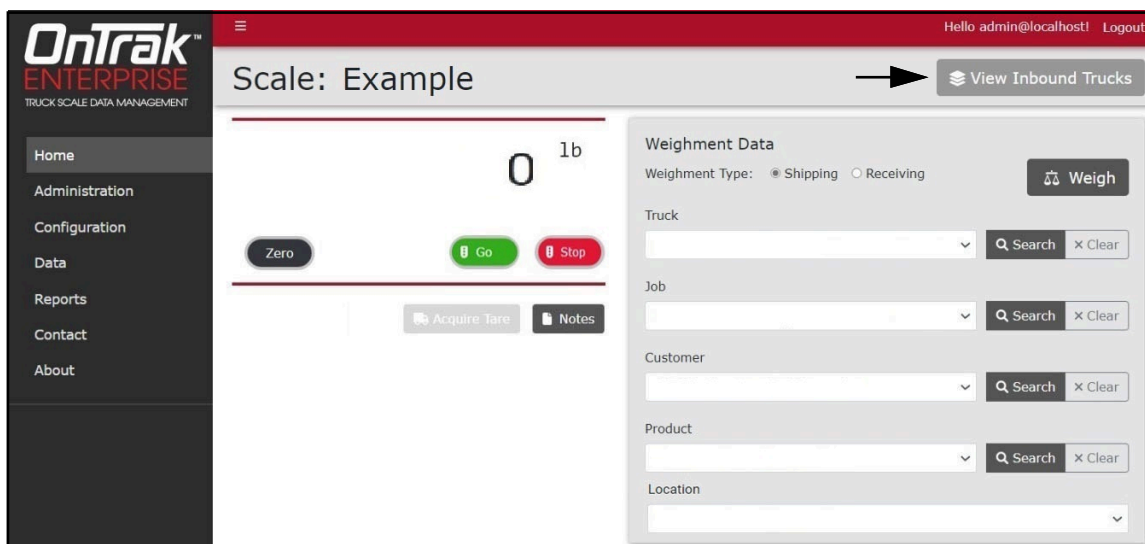 OnTrak™
ENTERPRISE
TRUCK SCALE DATA MANAGEMENT
Home
Administration
Configuration
Data
Reports
Contact
About
Hello admin@localhost! Logout
Scale: Example
View Inbound Trucks
0 lb
Zero
Go
Stop
Acquire Tare
Notes
Weighment Data
Weighment Type: Shipping Receiving
Weigh
Truck
Search Clear
Job
Search Clear
Customer
Search Clear
Product
Search Clear
Location